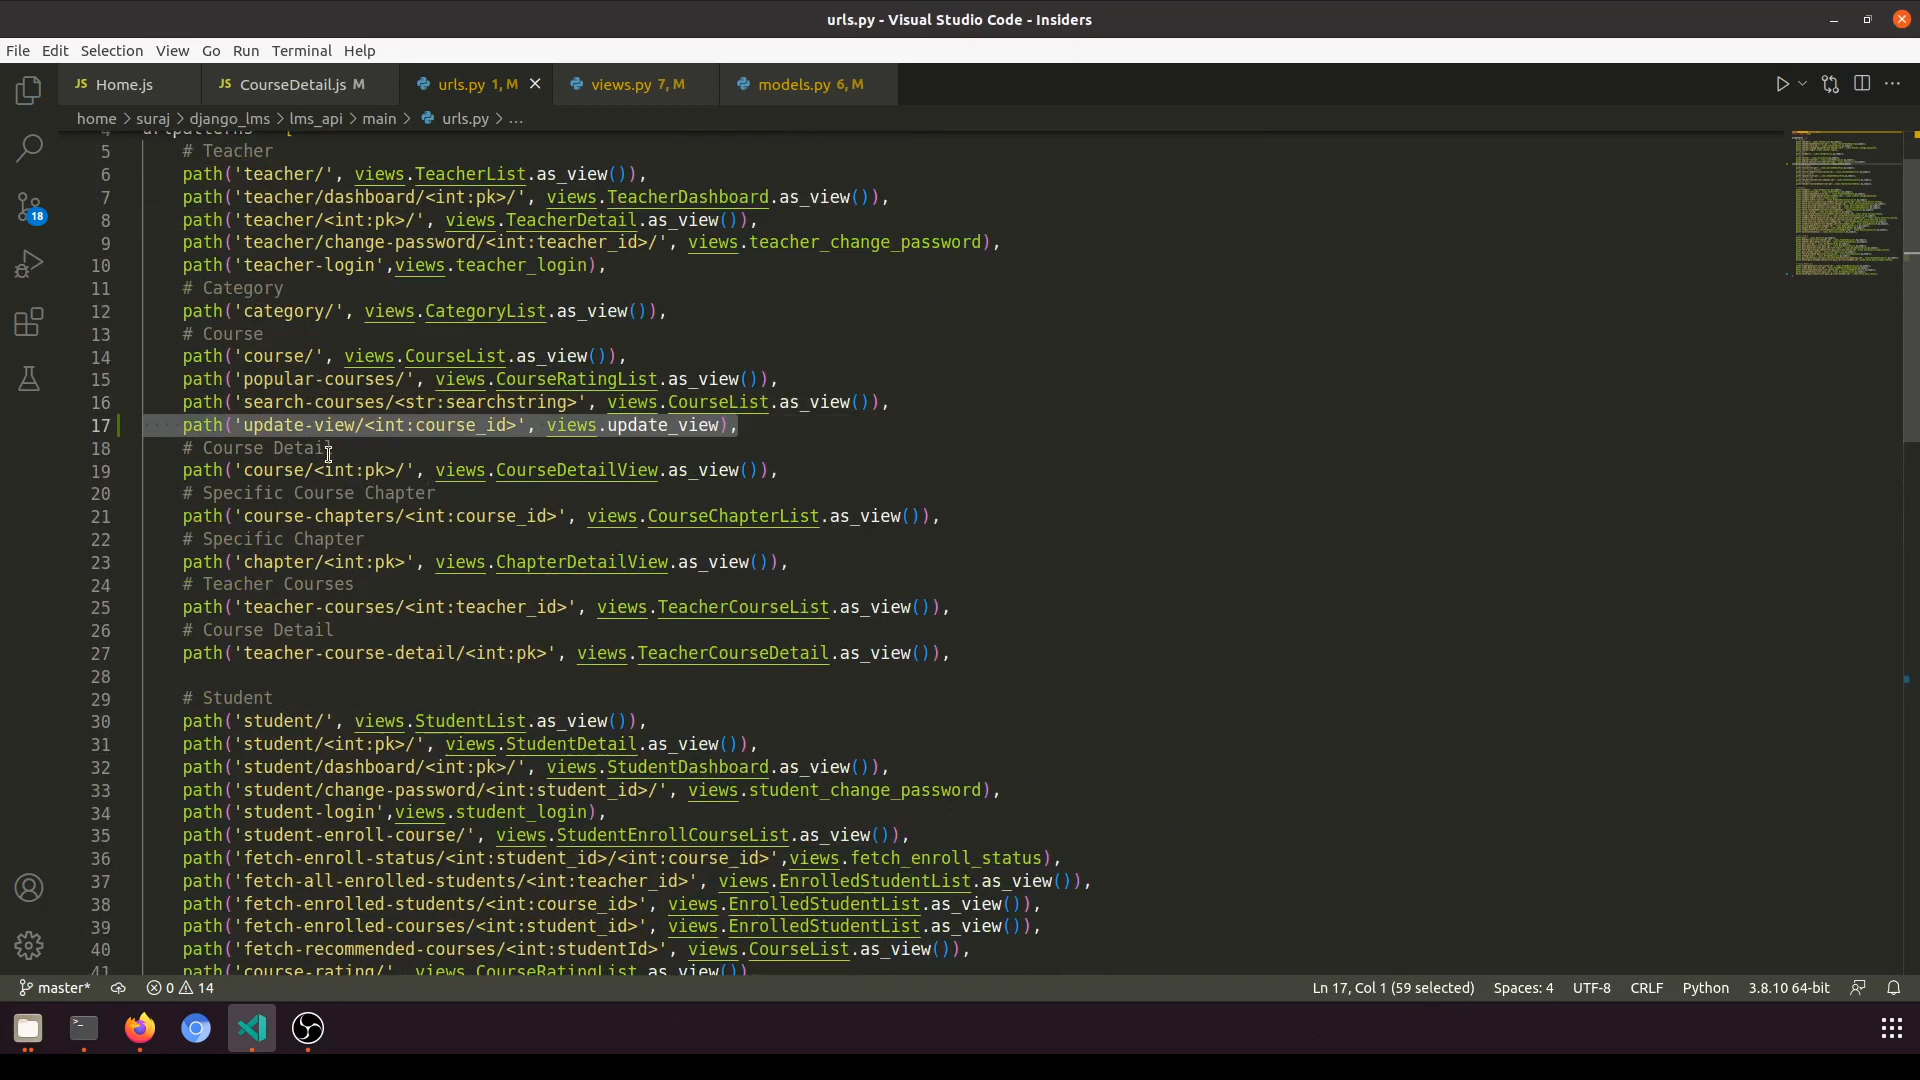 urls.py - Visual Studio Code - Insiders
File Edit Selection View Go Run Terminal Help
JS Home.js JS CourseDetail.js M urls.py 1, M views.py 7, M models.py 6, M
home > suraj > django_lms > lms_api > main > urls.py > ...
4 urlpatterns = [
5 # Teacher
6 path('teacher/', views.TeacherList.as_view()),
7 path('teacher/dashboard/<int:pk>/', views.TeacherDashboard.as_view()),
8 path('teacher/<int:pk>/', views.TeacherDetail.as_view()),
9 path('teacher/change-password/<int:teacher_id>/', views.teacher_change_password),
10 path('teacher-login',views.teacher_login),
11 # Category
12 path('category/', views.CategoryList.as_view()),
13 # Course
14 path('course/', views.CourseList.as_view()),
15 path('popular-courses/', views.CourseRatingList.as_view()),
16 path('search-courses/<str:searchstring>', views.CourseList.as_view()),
17 path('update-view/<int:course_id>', views.update_view),
18 # Course Detail
19 path('course/<int:pk>/', views.CourseDetailView.as_view()),
20 # Specific Course Chapter
21 path('course-chapters/<int:course_id>', views.CourseChapterList.as_view()),
22 # Specific Chapter
23 path('chapter/<int:pk>', views.ChapterDetailView.as_view()),
24 # Teacher Courses
25 path('teacher-courses/<int:teacher_id>', views.TeacherCourseList.as_view()),
26 # Course Detail
27 path('teacher-course-detail/<int:pk>', views.TeacherCourseDetail.as_view()),
28
29 # Student
30 path('student/', views.StudentList.as_view()),
31 path('student/<int:pk>/', views.StudentDetail.as_view()),
32 path('student/dashboard/<int:pk>/', views.StudentDashboard.as_view()),
33 path('student/change-password/<int:student_id>/', views.student_change_password),
34 path('student-login',views.student_login),
35 path('student-enroll-course/', views.StudentEnrollCourseList.as_view()),
36 path('fetch-enroll-status/<int:student_id>/<int:course_id>',views.fetch_enroll_status),
37 path('fetch-all-enrolled-students/<int:teacher_id>', views.EnrolledStudentList.as_view()),
38 path('fetch-enrolled-students/<int:course_id>', views.EnrolledStudentList.as_view()),
39 path('fetch-enrolled-courses/<int:student_id>', views.EnrolledStudentList.as_view()),
40 path('fetch-recommended-courses/<int:studentId>', views.CourseList.as_view()),
41 path('course-rating/', views.CourseRatingList.as_view()),
18
master* 0 14 Ln 17, Col 1 (59 selected) Spaces: 4 UTF-8 CRLF Python 3.8.10 64-bit